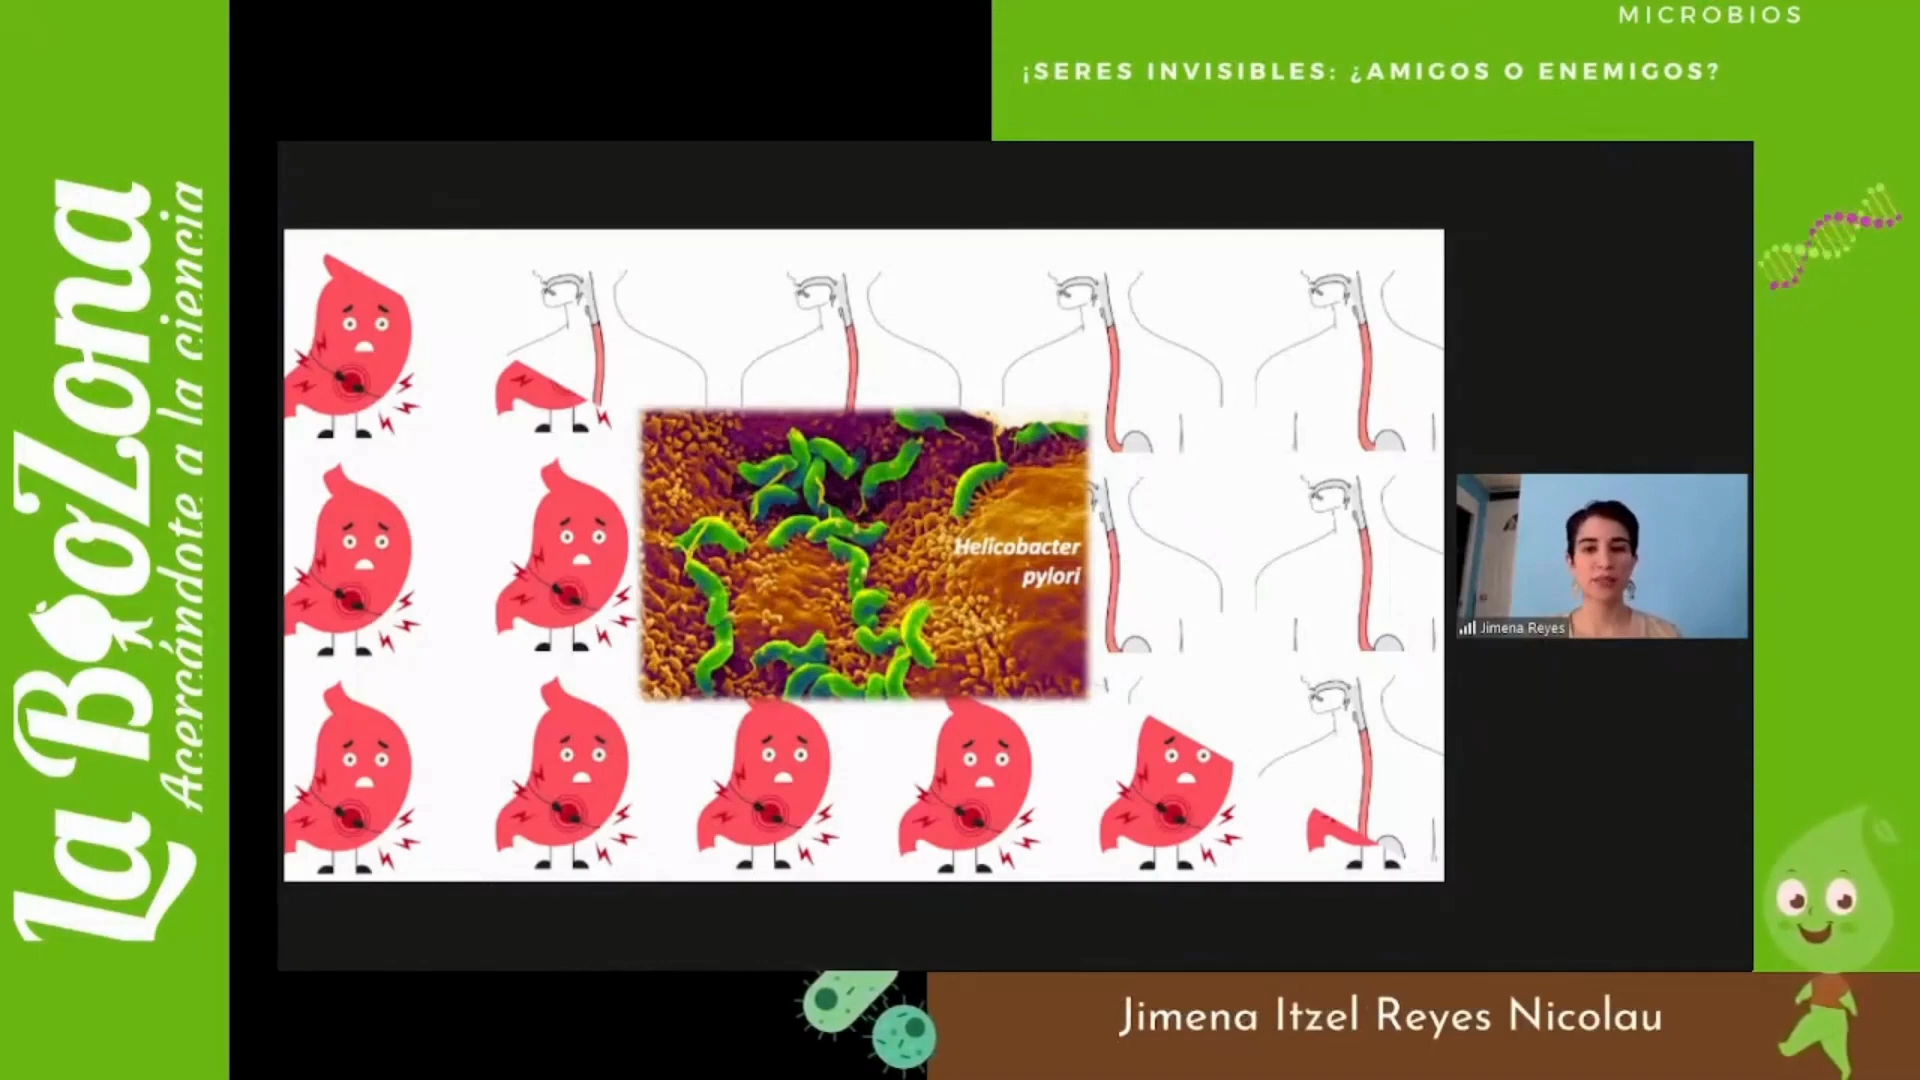 MICROBIOS
¡SERES INVISIBLES: ¿AMIGOS O ENEMIGOS?
La BioZona
Acercándote a la ciencia
Helicobacter
pylori
Jimena Reyes
Jimena Itzel Reyes Nicolau